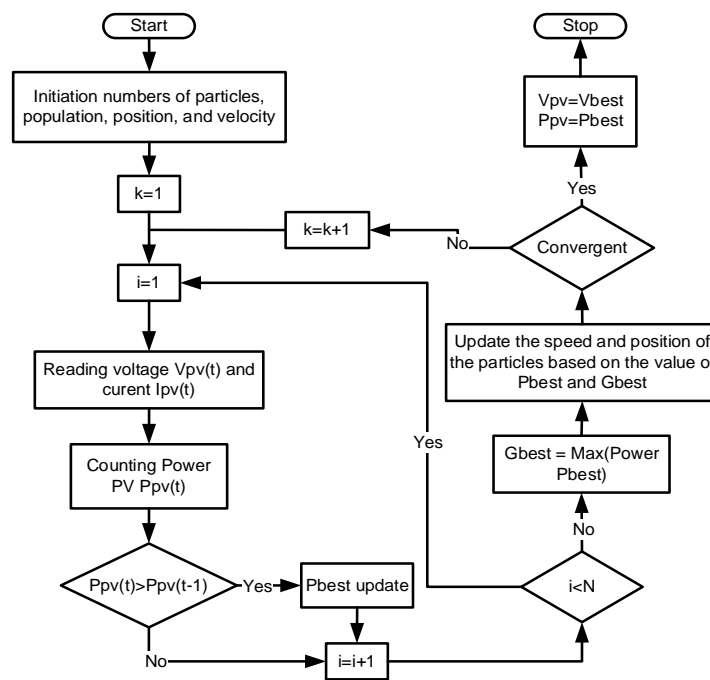 Start
Initiation numbers of particles,
population, position, and velocity
k=1
i=1
Reading voltage Vpv(t) and
curent Ipv(t)
Counting Power
PV Ppv(t)
Ppv(t)>Ppv(t-1)
Yes
Pbest update
No
i=i+1
i<N
Yes
No
Gbest = Max(Power
Pbest)
Update the speed and position of
the particles based on the value o
Pbest and Gbest
Convergent
No
k=k+1
Yes
Vpv=Vbest
Ppv=Pbest
Stop